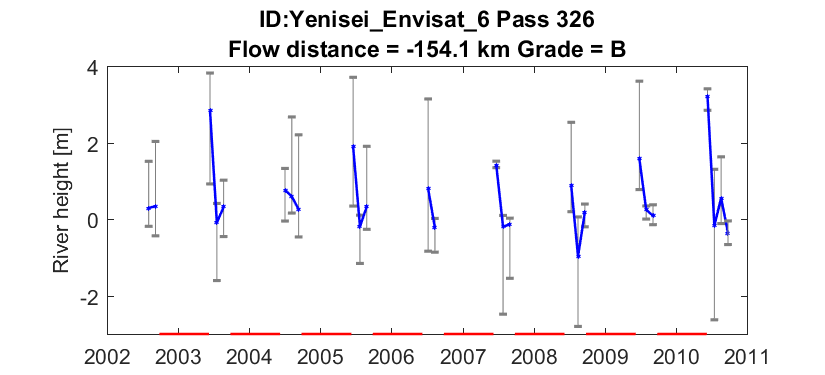 ID:Yenisei_Envisat_6 Pass 326
Flow distance = -154.1 km Grade = B
River height [m]
4
2
0
-2
2002 2003 2004 2005 2006 2007 2008 2009 2010 2011